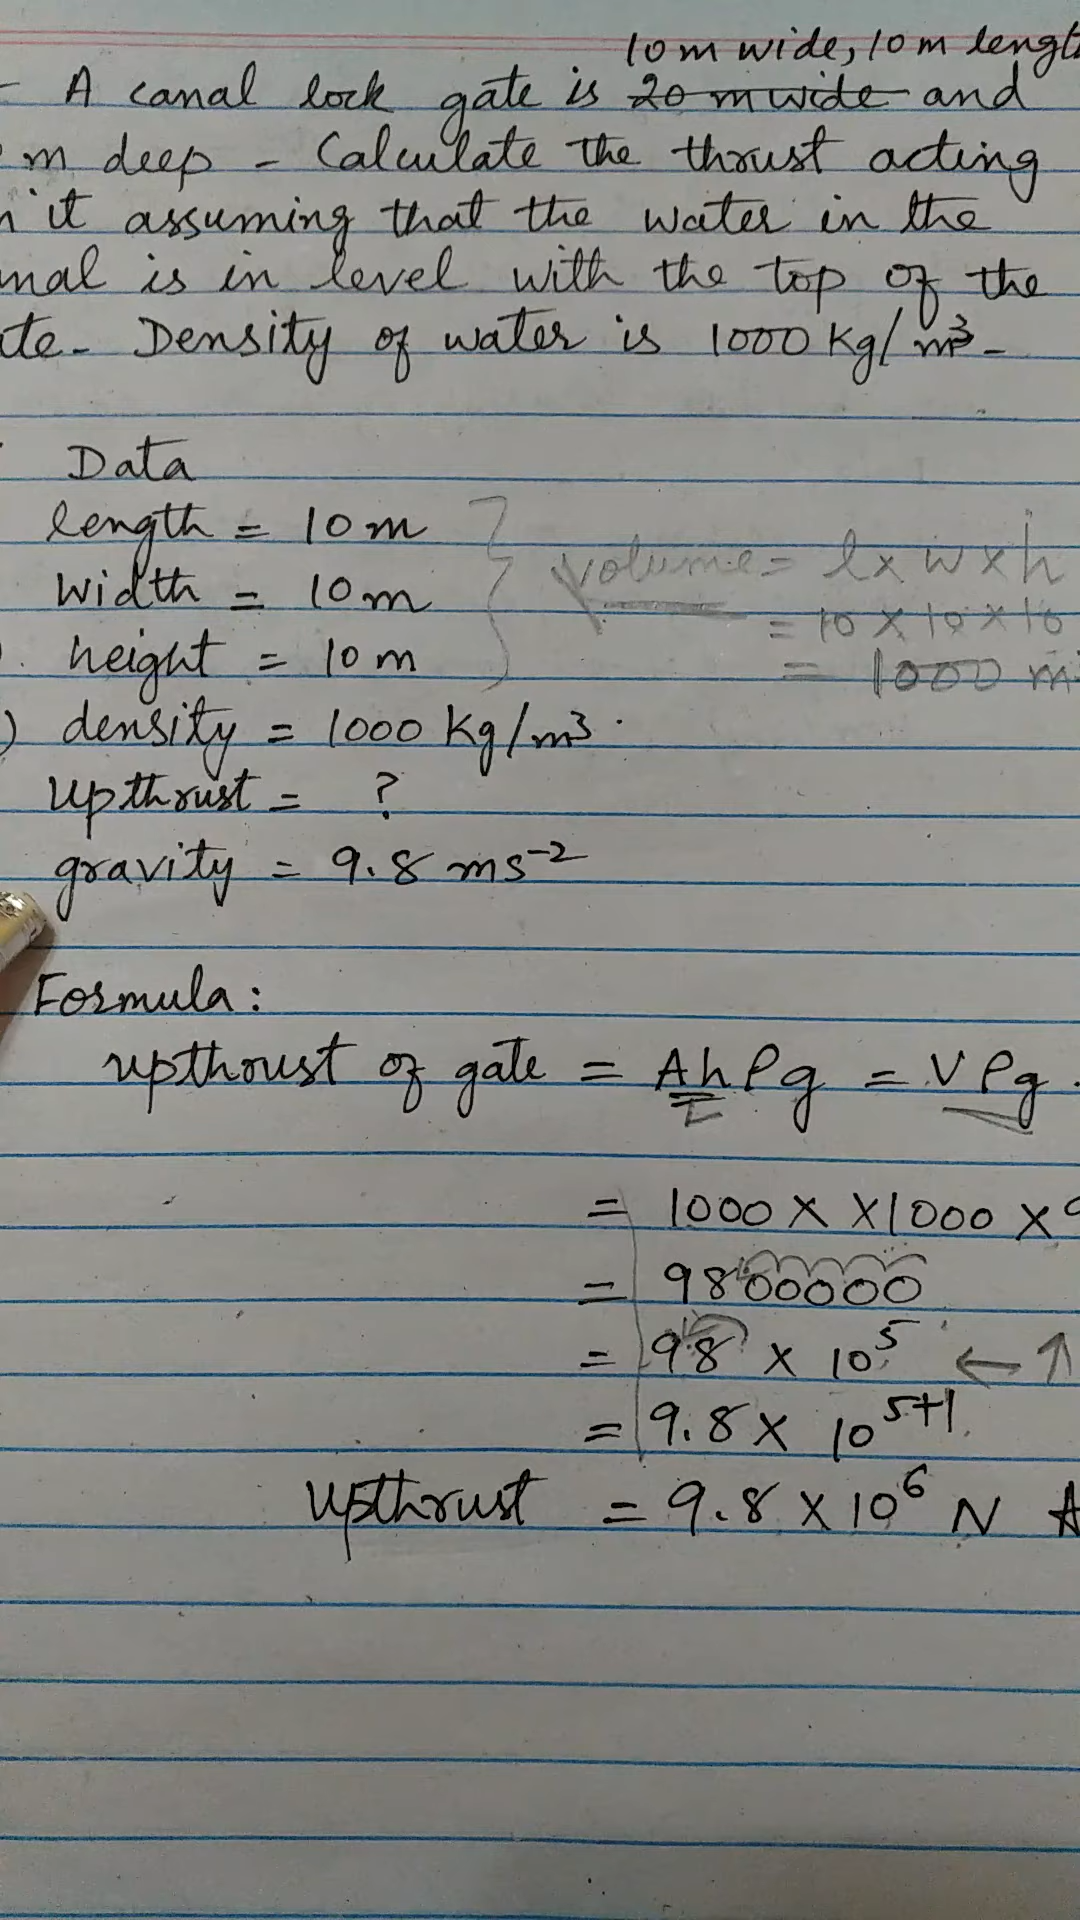 10 m wide, 10 m lengt
A canal lock gate is 20 m wide and
m deep - Calculate the thrust acting
it assuming that the water in the
nal is in level with the top of the
te. Density of water is 1000 Kg/m³.
Data
length = 10 m
Volume = l x w x h
width = 10 m
= 10 x 10 x 10
height = 10 m
= 1000 m
) density = 1000 Kg/m³.
upthrust = ?
gravity = 9.8 ms⁻²
Formula:
upthrust of gate = Ahρg = Vρg.
= 1000 X X1000 X 9
= 9800000
= 98 x 10⁵ ← ↑
= 9.8 x 10⁵⁺¹
Upthrust = 9.8 x 10⁶ N A